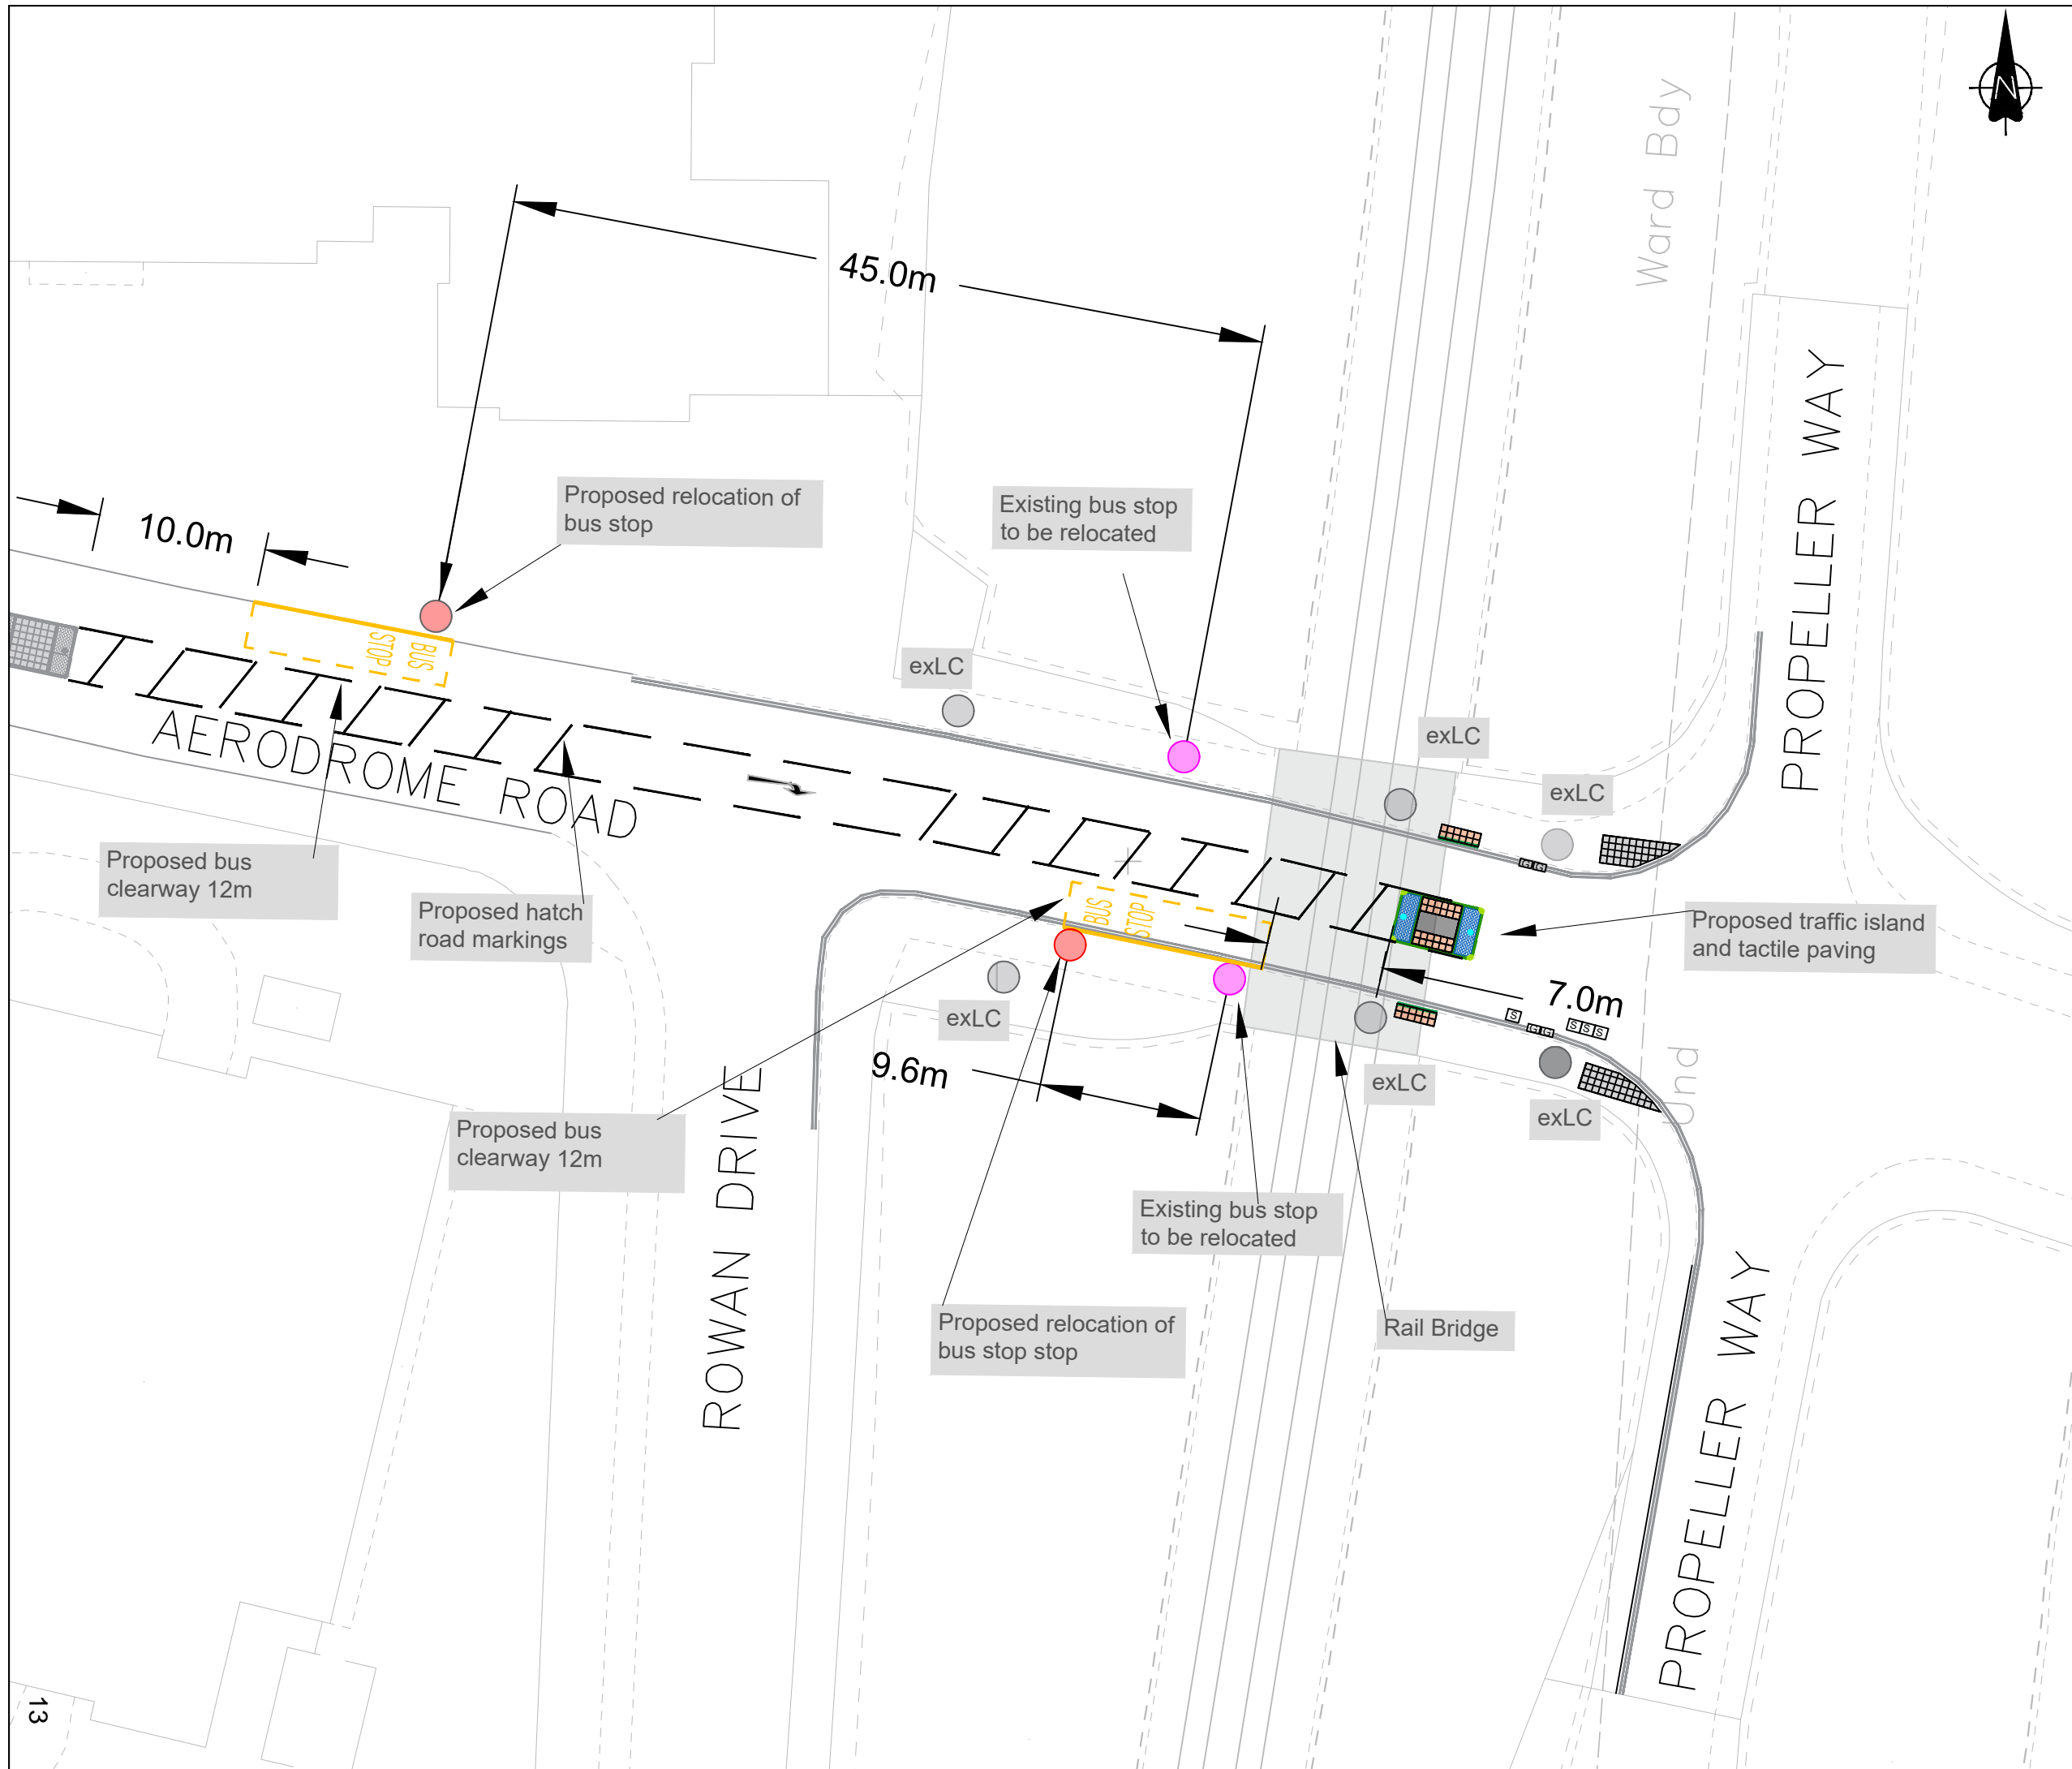 N
Ward Bdy
45.0m
PROPELLER WAY
Proposed relocation of
bus stop
Existing bus stop
to be relocated
10.0m
BUS
STOP
exLC
exLC
exLC
AERODROME ROAD
Proposed bus
clearway 12m
Proposed hatch
road markings
BUS
STOP
Proposed traffic island
and tactile paving
G G
7.0m
S
S S S
G G
exLC
9.6m
exLC
exLC
Und
Proposed bus
clearway 12m
ROWAN DRIVE
Existing bus stop
to be relocated
Proposed relocation of
bus stop stop
Rail Bridge
PROPELLER WAY
13